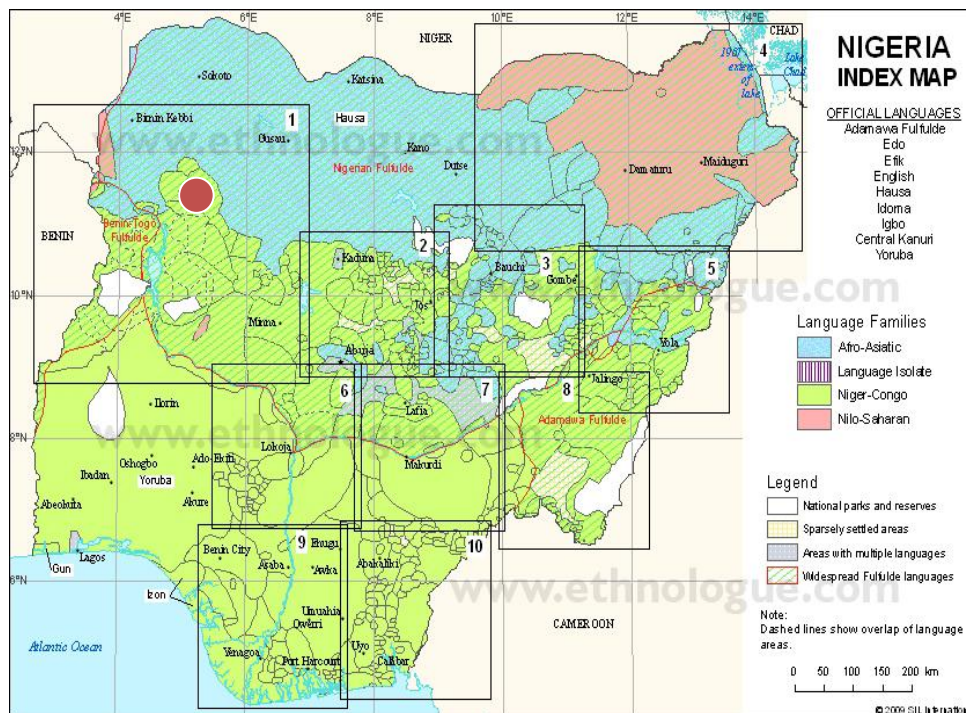 4°E
6°E
8°E
10°E
12°E
14°E
NIGER
CHAD
4
1963 extent of lake
Lake Chad
NIGERIA
INDEX MAP
OFFICIAL LANGUAGES
Adamawa Fulfulde
Edo
Efik
English
Hausa
Idoma
Igbo
Central Kanuri
Yoruba
Sokoto
Katsina
Birnin Kebbi
1
Hausa
Gusau
Kano
www.ethnologue.com
12°N
Nigerian Fulfulde
Dutse
Damaturu
Maiduguri
BENIN
Benin-Togo
Fulfulde
2
Kaduna
Bauchi
3
Gombe
5
10°N
Jos
www.ethnologue.com
Minna
Abuja
Yola
Language Families
Afro-Asiatic
Language Isolate
Niger-Congo
Nilo-Saharan
6
7
8
Jalingo
Ilorin
Lafia
Adamawa Fulfulde
8°N
www.ethnologue.com
Lokoja
Makurdi
Oshogbo
Ado-Ekiti
Ibadan
Yoruba
Abeokuta
Akure
Legend
National parks and reserves
Sparsely settled areas
Areas with multiple languages
Widespread Fulfulde languages
9
10
Benin City
Enugu
Abakaliki
Lagos
Gun
Asaba
Awka
6°N
www.ethnologue.com
Izon
Umuahia
Owerri
CAMEROON
Note:
Dashed lines show overlap of language
areas.
Atlantic Ocean
Uyo
Yenagoa
Port Harcourt
Calabar
0 50 100 200 km
© 2009 SIL Internation